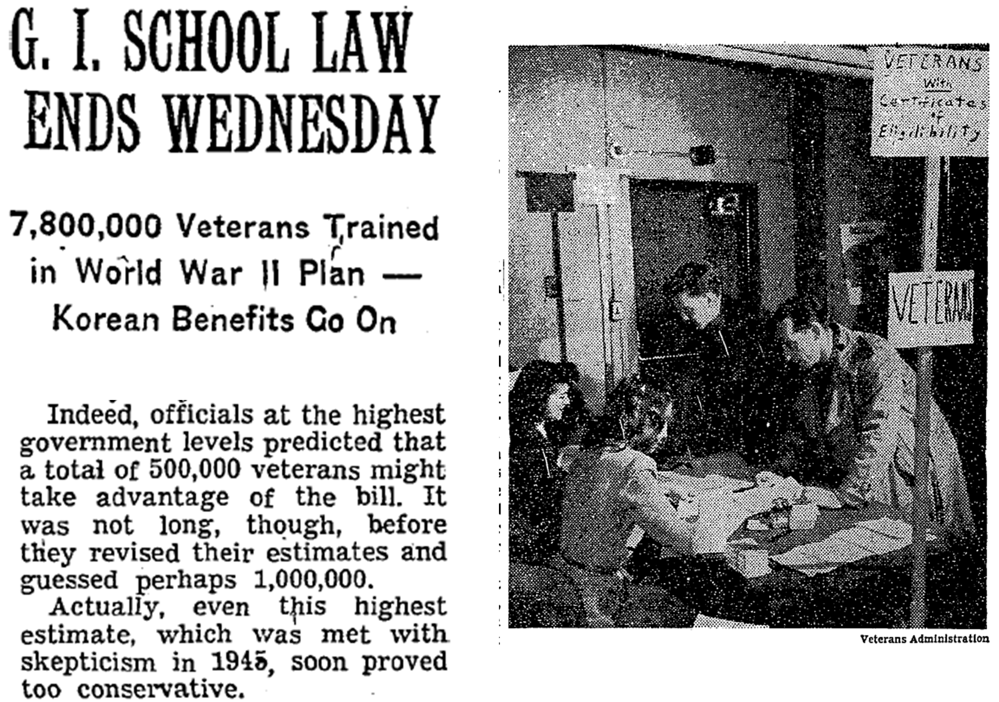 G. I. SCHOOL LAW
ENDS WEDNESDAY
7,800,000 Veterans Trained
in World War II Plan —
Korean Benefits Go On
Indeed, officials at the highest
government levels predicted that
a total of 500,000 veterans might
take advantage of the bill. It
was not long, though, before
they revised their estimates and
guessed perhaps 1,000,000.
Actually, even this highest
estimate, which was met with
skepticism in 1945, soon proved
too conservative.
VETERANS
With
Certificates
of
Eligilibility
VETERANS
Veterans Administration